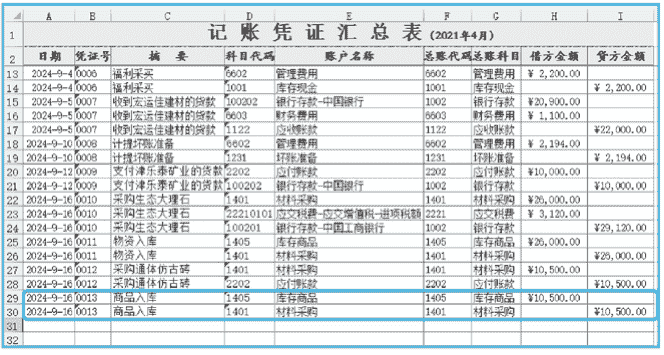 A B C D E F G H I
1 记账凭证汇总表(2021年4月)
2 日期 凭证号 摘 要 科目代码 账户名称 总账代码 总账科目 借方金额 贷方金额
13 2024-9-4 0006 福利采买 6602 管理费用 6602 管理费用 ¥ 2,200.00
14 2024-9-4 0006 福利采买 1001 库存现金 1001 库存现金 ¥ 2,200.00
15 2024-9-5 0007 收到宏运佳建材的货款 100202 银行存款-中国银行 1002 银行存款 ¥20,900.00
16 2024-9-5 0007 收到宏运佳建材的货款 6603 财务费用 6603 财务费用 ¥ 1,100.00
17 2024-9-5 0007 收到宏运佳建材的货款 1122 应收账款 1122 应收账款 ¥22,000.00
18 2024-9-10 0008 计提坏账准备 6602 管理费用 6602 管理费用 ¥ 2,194.00
19 2024-9-10 0008 计提坏账准备 1231 坏账准备 1231 坏账准备 ¥ 2,194.00
20 2024-9-12 0009 支付津乐泰矿业的货款 2202 应付账款 2202 应付账款 ¥10,000.00
21 2024-9-12 0009 支付津乐泰矿业的货款 100202 银行存款-中国银行 1002 银行存款 ¥10,000.00
22 2024-9-16 0010 采购生态大理石 1401 材料采购 1401 材料采购 ¥26,000.00
23 2024-9-16 0010 采购生态大理石 22210101 应交税费-应交增值税-进项税额 2221 应交税费 ¥ 3,120.00
24 2024-9-16 0010 采购生态大理石 100201 银行存款-中国工商银行 1002 银行存款 ¥29,120.00
25 2024-9-16 0011 物资入库 1405 库存商品 1405 库存商品 ¥26,000.00
26 2024-9-16 0011 物资入库 1401 材料采购 1401 材料采购 ¥26,000.00
27 2024-9-16 0012 采购通体仿古砖 1401 材料采购 1401 材料采购 ¥10,500.00
28 2024-9-16 0012 采购通体仿古砖 2202 应付账款 2202 应付账款 ¥10,500.00
29 2024-9-16 0013 商品入库 1405 库存商品 1405 库存商品 ¥10,500.00
30 2024-9-16 0013 商品入库 1401 材料采购 1401 材料采购 ¥10,500.00
31
32